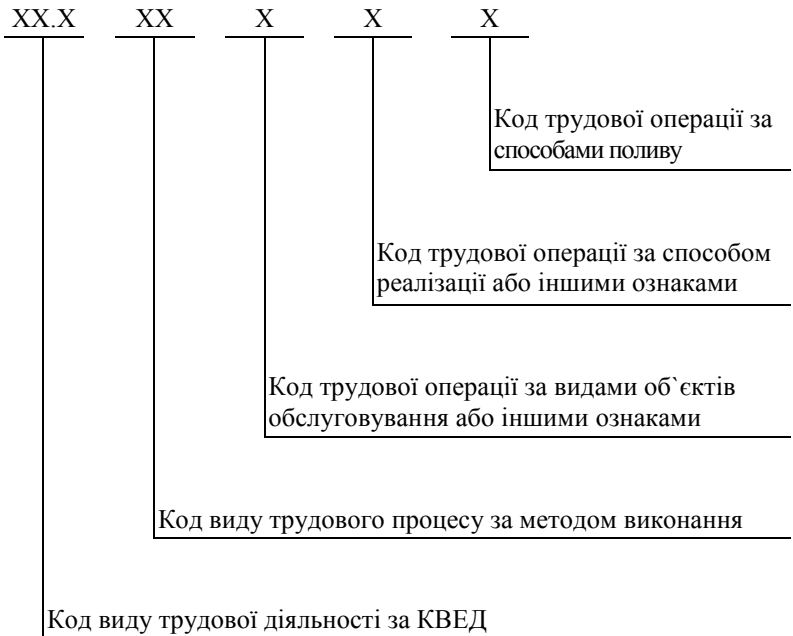 XX.X XX X X X
Код трудової операції за
способами поливу
Код трудової операції за способом
реалізації або іншими ознаками
Код трудової операції за видами об`єктів
обслуговування або іншими ознаками
Код виду трудового процесу за методом виконання
Код виду трудової діяльності за КВЕД